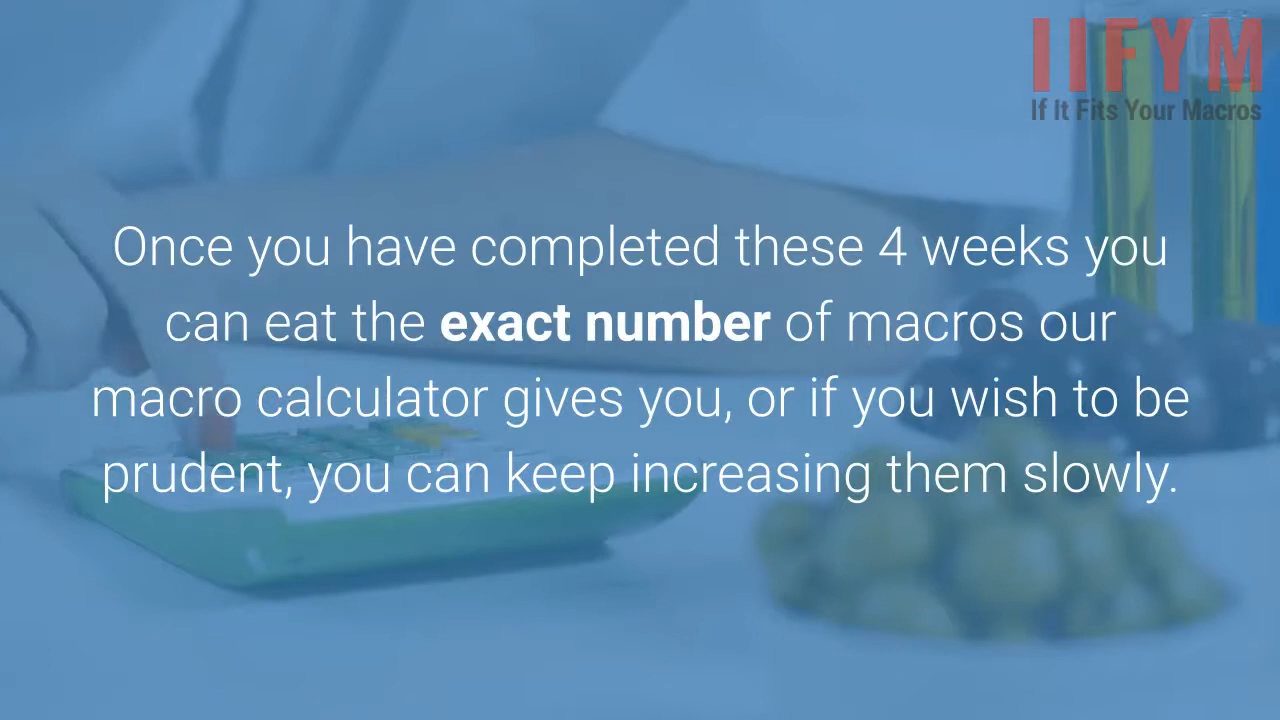 IIFYM
If It Fits Your Macros
Once you have completed these 4 weeks you
can eat the exact number of macros our
macro calculator gives you, or if you wish to be
prudent, you can keep increasing them slowly.